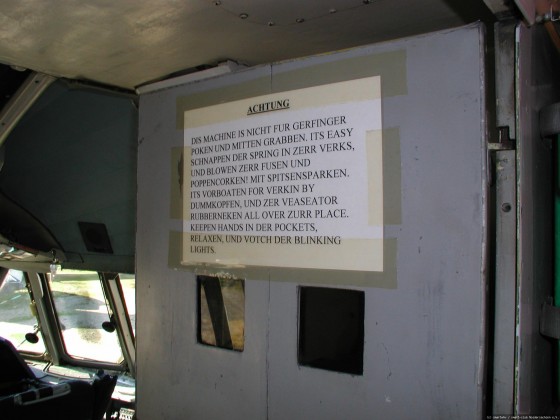 ACHTUNG
DIS MACHINE IS NICHT FUR GERFINGER
POKEN UND MITTEN GRABBEN. ITS EASY
SCHNAPPEN DER SPRING IN ZERR VERKS,
UND BLOWEN ZERR FUSEN UND
POPPENCORKEN! MIT SPITSENSPARKEN.
ITS VORBOATEN FOR VERKIN BY
DUMMKOPFEN, UND ZER VEASEATOR
RUBBERNEKEN ALL OVER ZURR PLACE.
KEEPEN HANDS IN DER POCKETS,
RELAXEN, UND VOTCH DER BLINKING
LIGHTS.